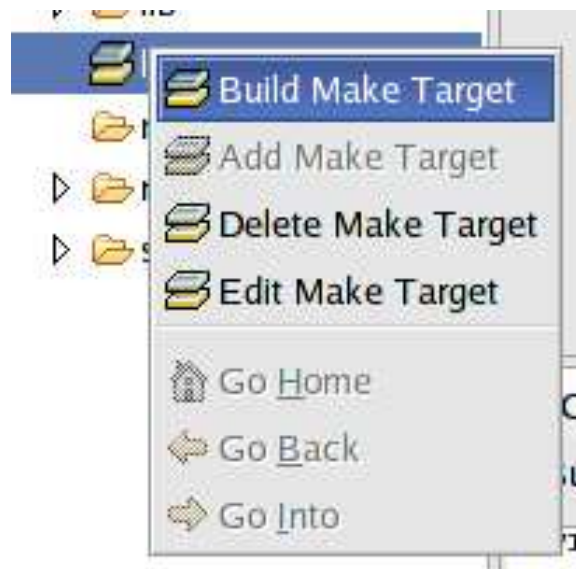 Build Make Target
Add Make Target
Delete Make Target
Edit Make Target
Go Home
Go Back
Go Into